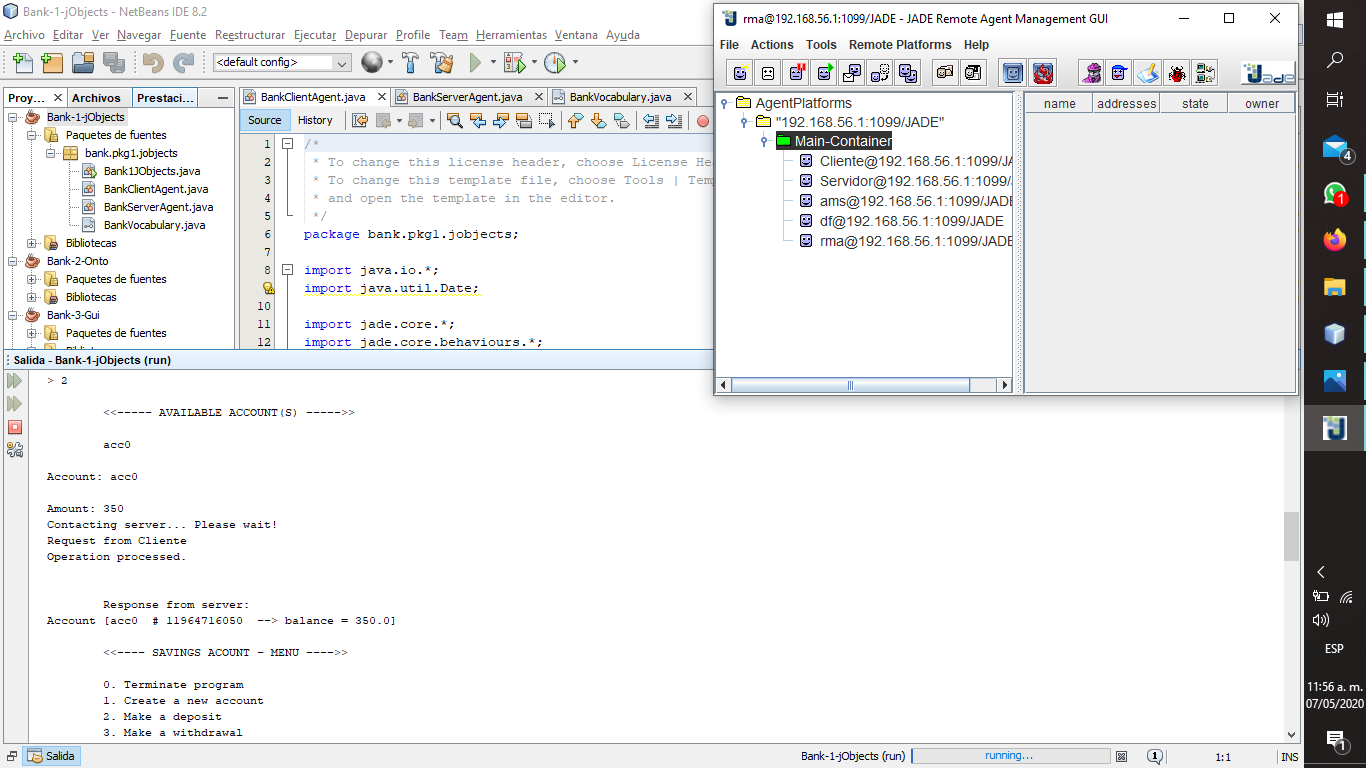 Bank-1-jObjects - NetBeans IDE 8.2
Archivo Editar Ver Navegar Fuente Reestructurar Ejecutar Depurar Profile Team Herramientas Ventana Ayuda
<default config>
Proy... Archivos Prestaci...
Bank-1-jObjects
Paquetes de fuentes
bank.pkg1.jobjects
Bank1JObjects.java
BankClientAgent.java
BankServerAgent.java
BankVocabulary.java
Bibliotecas
Bank-2-Onto
Paquetes de fuentes
Bibliotecas
Bank-3-Gui
Paquetes de fuentes
BankClientAgent.java BankServerAgent.java BankVocabulary.java
Source History
1 /*
2 * To change this license header, choose License He
3 * To change this template file, choose Tools | Temp
4 * and open the template in the editor.
5 */
6 package bank.pkg1.jobjects;
7
8 import java.io.*;
import java.util.Date;
10
11 import jade.core.*;
12 import jade.core.behaviours.*;
rma@192.168.56.1:1099/JADE - JADE Remote Agent Management GUI
File Actions Tools Remote Platforms Help
Jade
AgentPlatforms
"192.168.56.1:1099/JADE"
Main-Container
Cliente@192.168.56.1:1099/JA
Servidor@192.168.56.1:1099/
ams@192.168.56.1:1099/JADE
df@192.168.56.1:1099/JADE
rma@192.168.56.1:1099/JADE
name addresses state owner
Salida - Bank-1-jObjects (run)
> 2
<<----- AVAILABLE ACCOUNT(S) ----->>
acc0
Account: acc0
Amount: 350
Contacting server... Please wait!
Request from Cliente
Operation processed.
Response from server:
Account [acc0 # 11964716050 --> balance = 350.0]
<<---- SAVINGS ACOUNT - MENU ---->>
0. Terminate program
1. Create a new account
2. Make a deposit
3. Make a withdrawal
Salida
Bank-1-jObjects (run) running... 1 1:1 INS
4
1
ESP
11:56 a. m.
07/05/2020
1